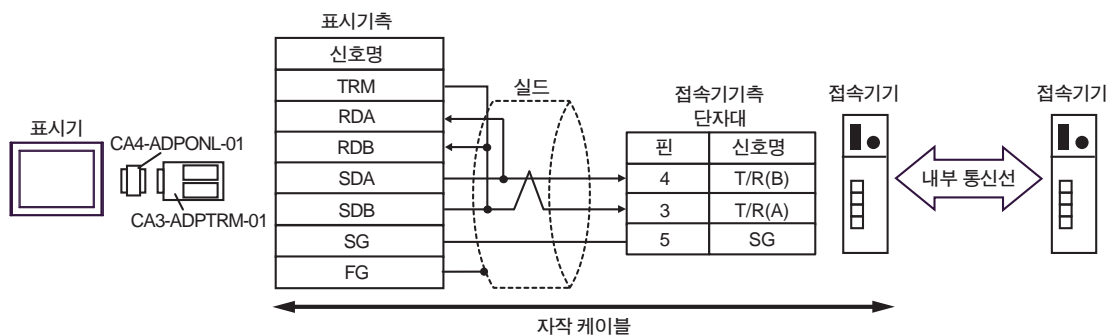 표시기측
신호명
TRM
RDA
RDB
SDA
SDB
SG
FG
실드
표시기
CA4-ADPONL-01
CA3-ADPTRM-01
접속기기측
단자대
핀 신호명
4 T/R(B)
3 T/R(A)
5 SG
접속기기
내부 통신선
접속기기
자작 케이블